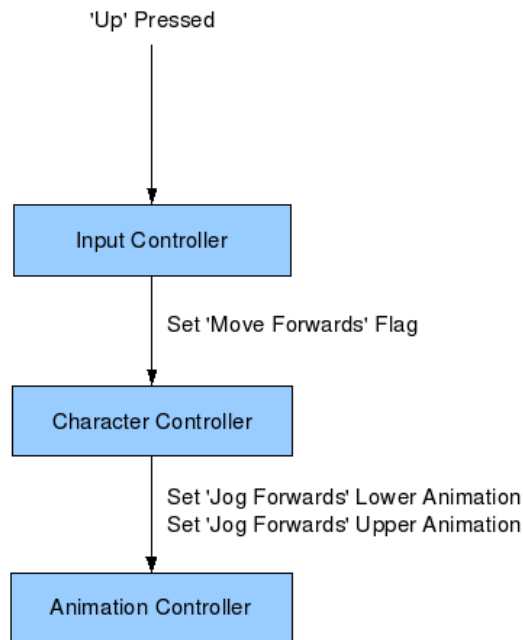 'Up' Pressed
Input Controller
Set 'Move Forwards' Flag
Character Controller
Set 'Jog Forwards' Lower Animation
Set 'Jog Forwards' Upper Animation
Animation Controller